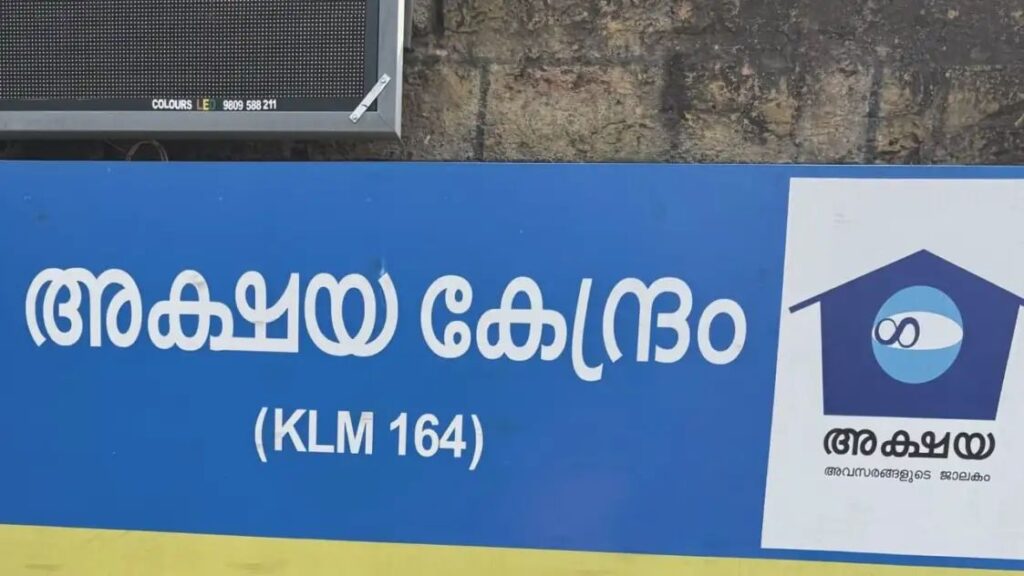 COLOURS LED 9809 588 211
അക്ഷയ കേന്ദ്രം
(KLM 164)
അക്ഷയ
അവസരങ്ങളുടെ ജാലകം